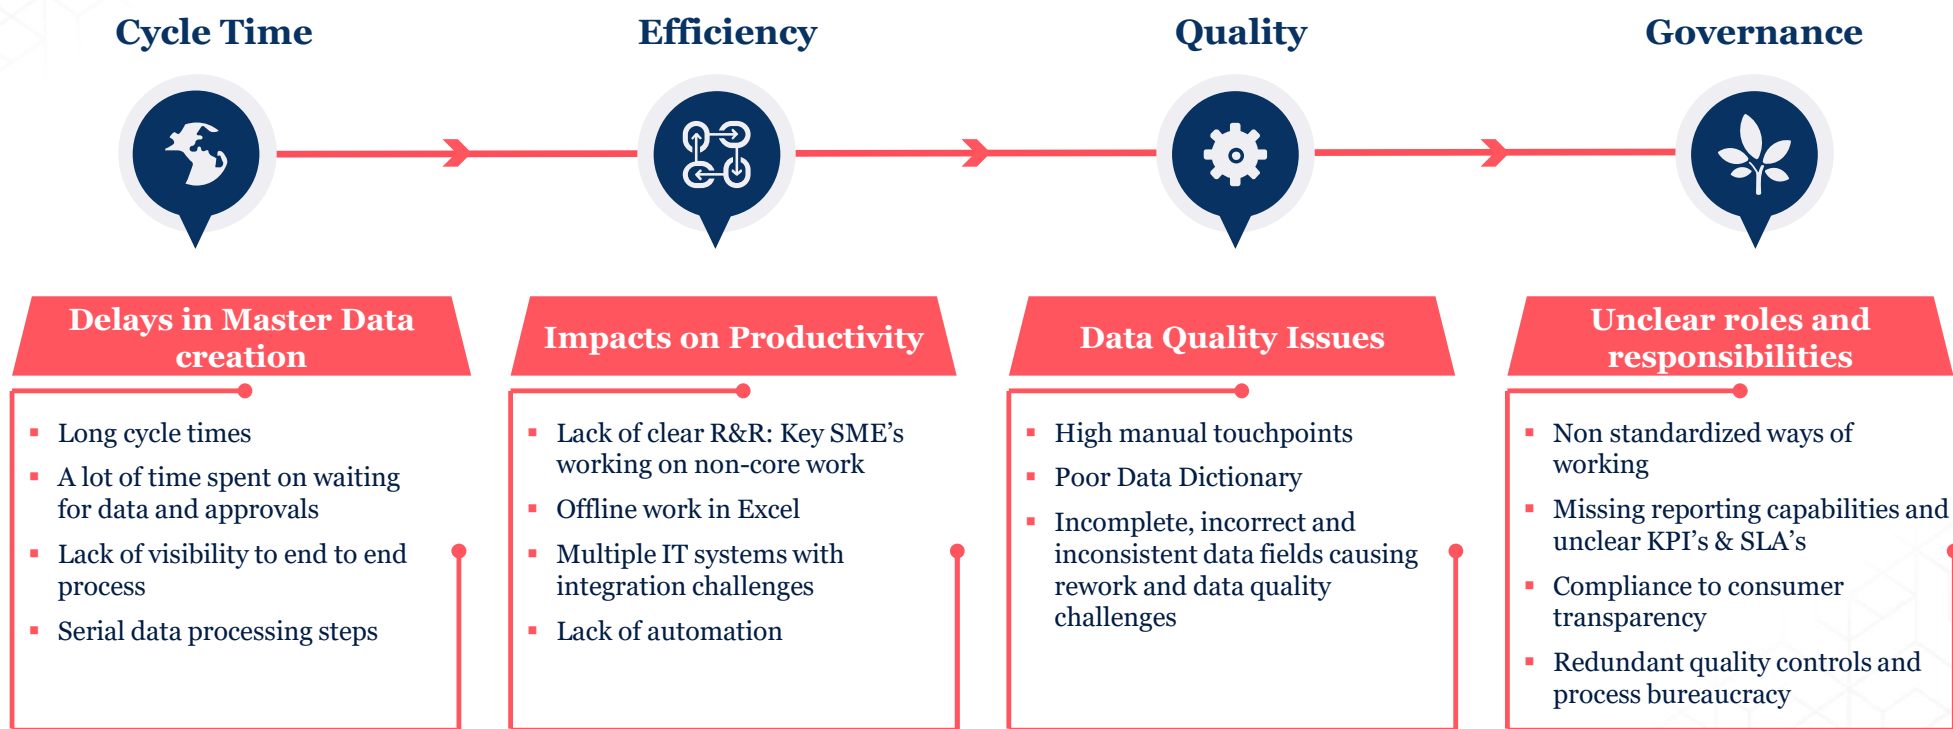 Cycle Time
Efficiency
Quality
Governance
Delays in Master Data
creation
▪ Long cycle times
▪ A lot of time spent on waiting
for data and approvals
▪ Lack of visibility to end to end
process
▪ Serial data processing steps
Impacts on Productivity
▪ Lack of clear R&R: Key SME’s
working on non-core work
▪ Offline work in Excel
▪ Multiple IT systems with
integration challenges
▪ Lack of automation
Data Quality Issues
▪ High manual touchpoints
▪ Poor Data Dictionary
▪ Incomplete, incorrect and
inconsistent data fields causing
rework and data quality
challenges
Unclear roles and
responsibilities
▪ Non standardized ways of
working
▪ Missing reporting capabilities and
unclear KPI’s & SLA’s
▪ Compliance to consumer
transparency
▪ Redundant quality controls and
process bureaucracy